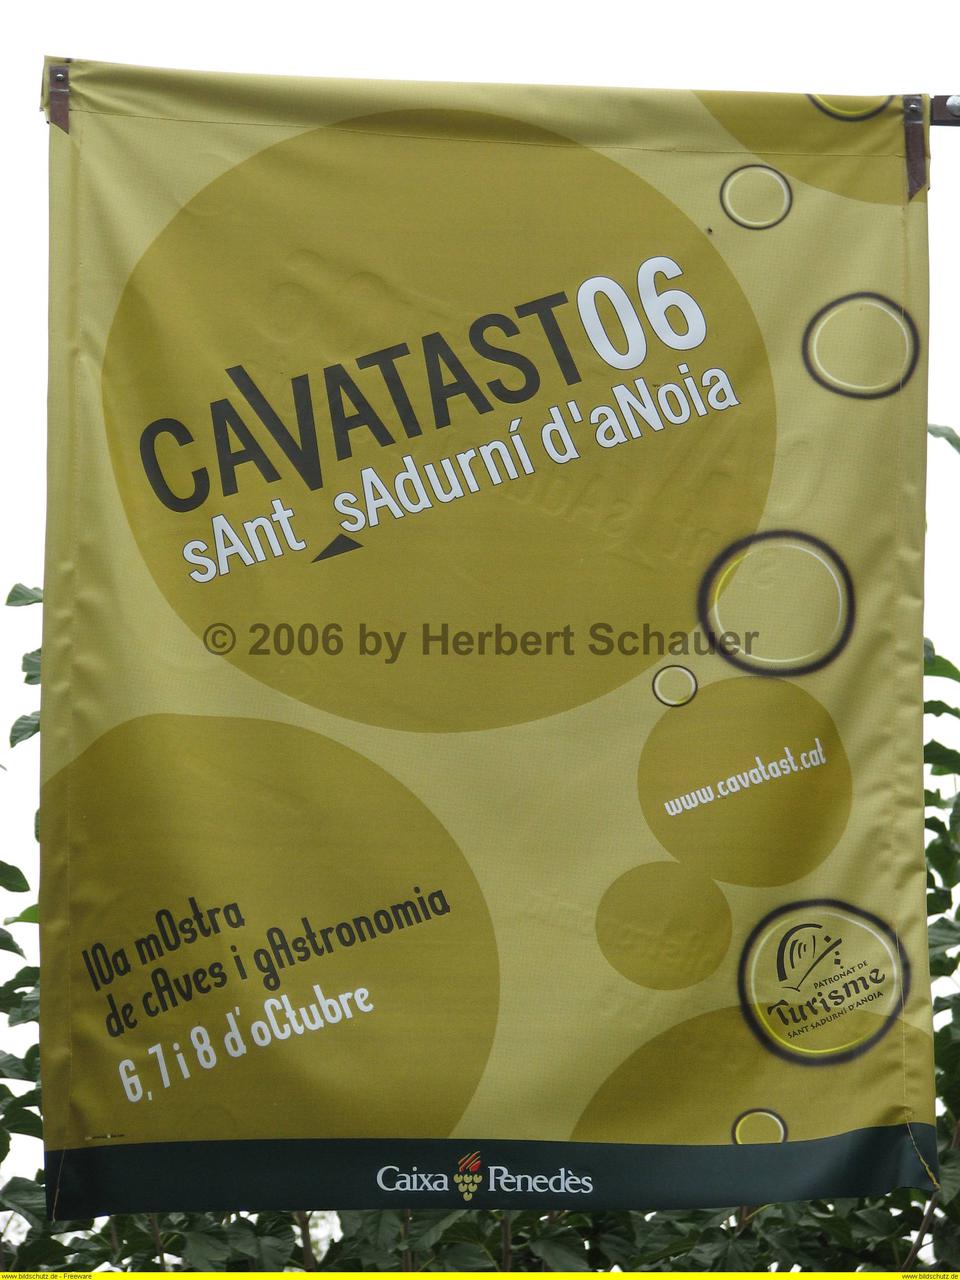 CAVATAST06
sAnt sAdurní d'aNoia
© 2006 by Herbert Schauer
www.cavatast.cat
10a mOstra
de cAves i gAstronomia
6, 7 i 8 d'oCtubre
PATRONAT DE
Turisme
SANT SADURNÍ D'ANOIA
Caixa Penedès
www.bildschutz.de - Freeware
www.bildschutz.de